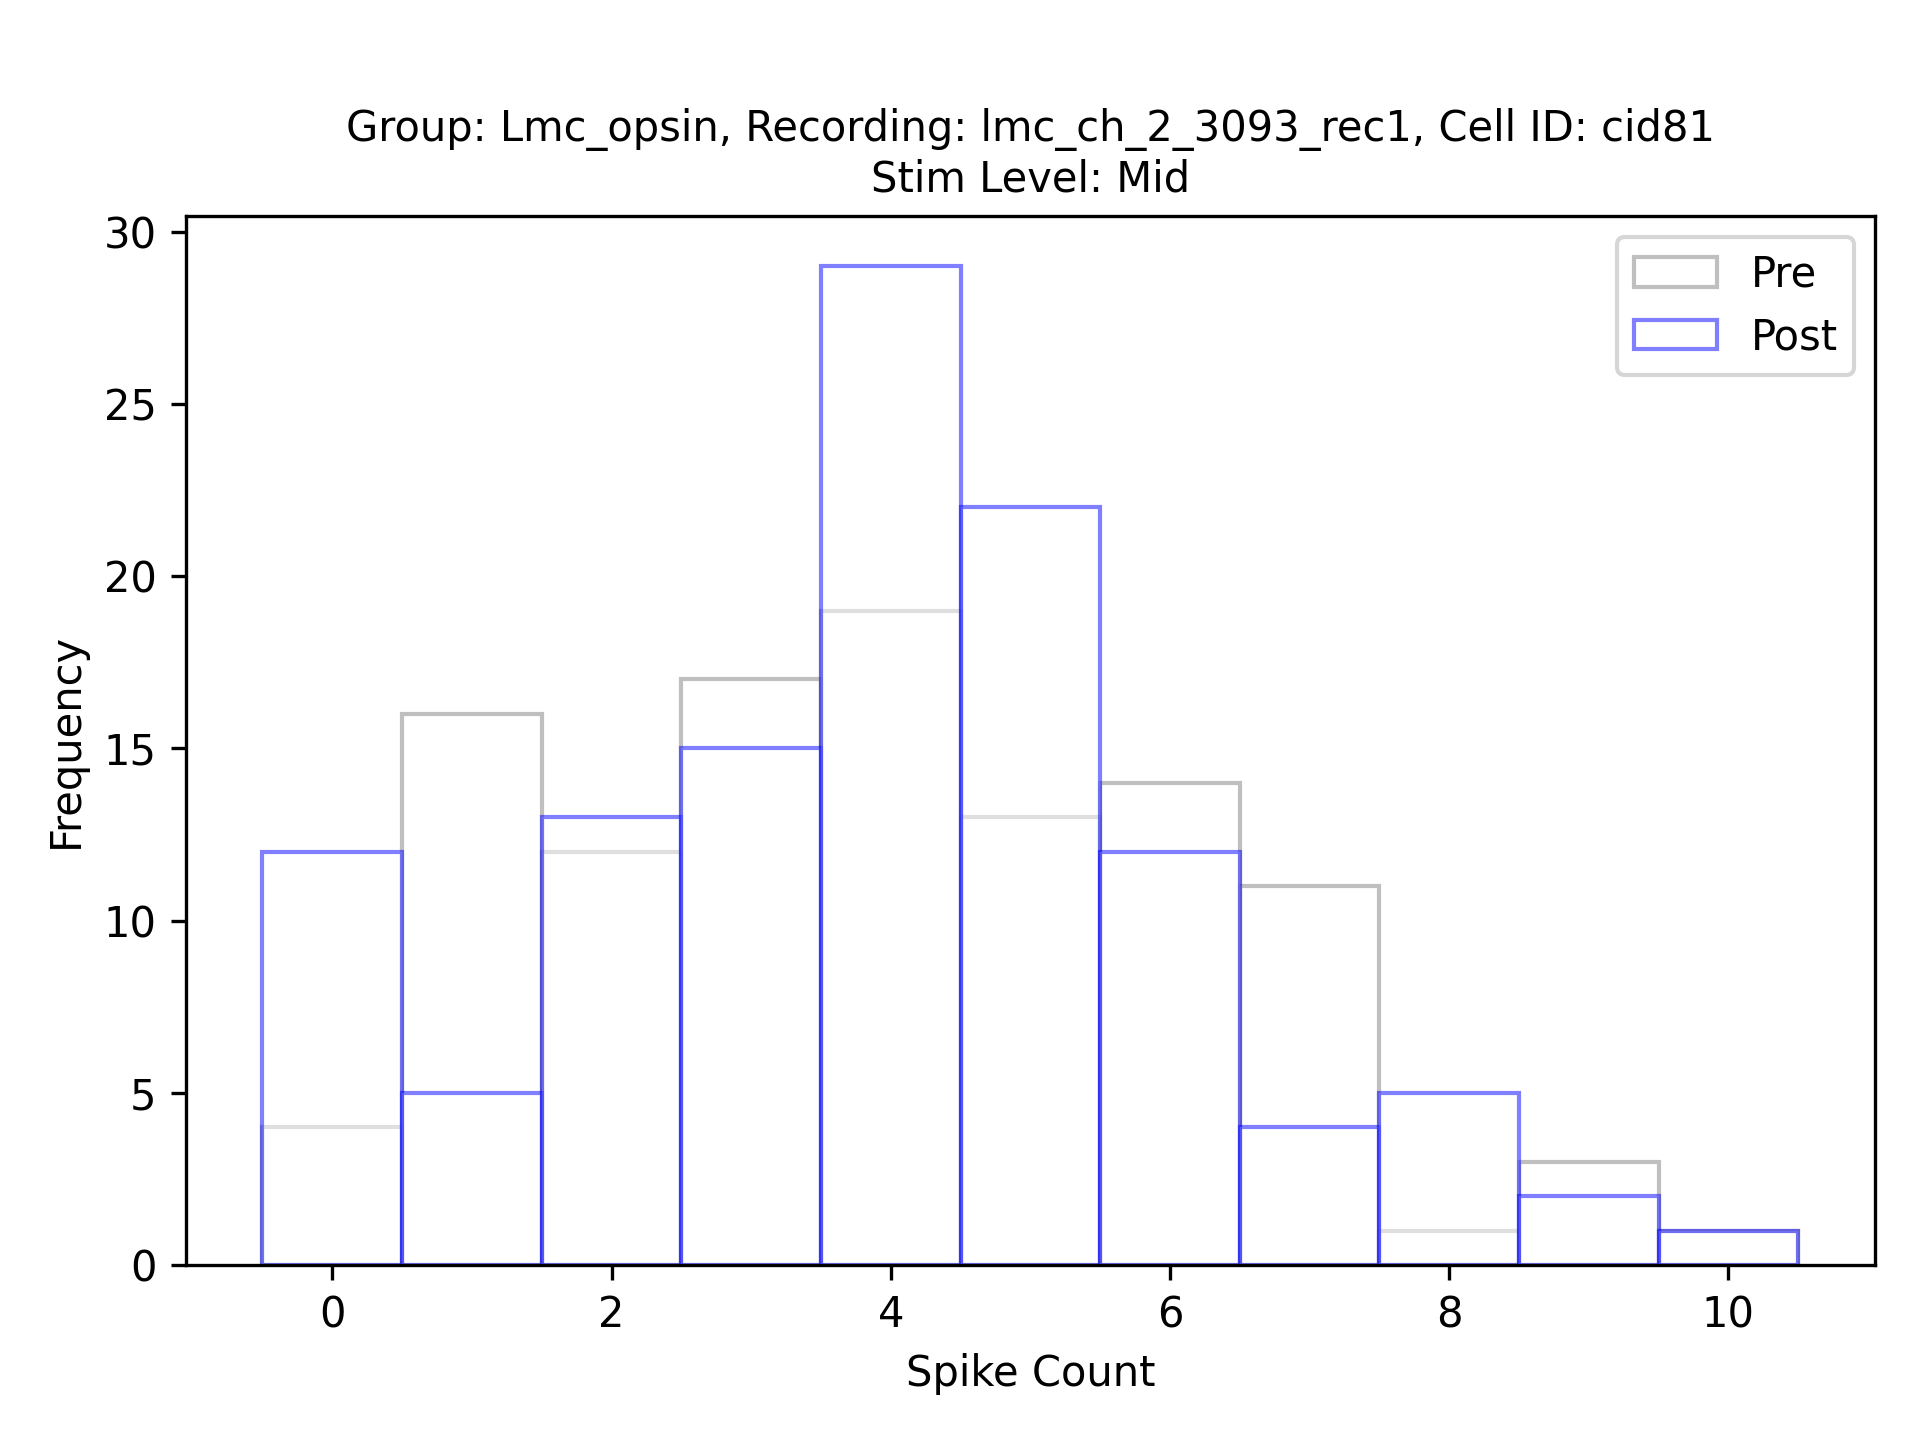 Group: Lmc_opsin, Recording: lmc_ch_2_3093_rec1, Cell ID: cid81
Stim Level: Mid
30
25
20
15
10
5
0
Frequency
Pre
Post
0 2 4 6 8 10
Spike Count